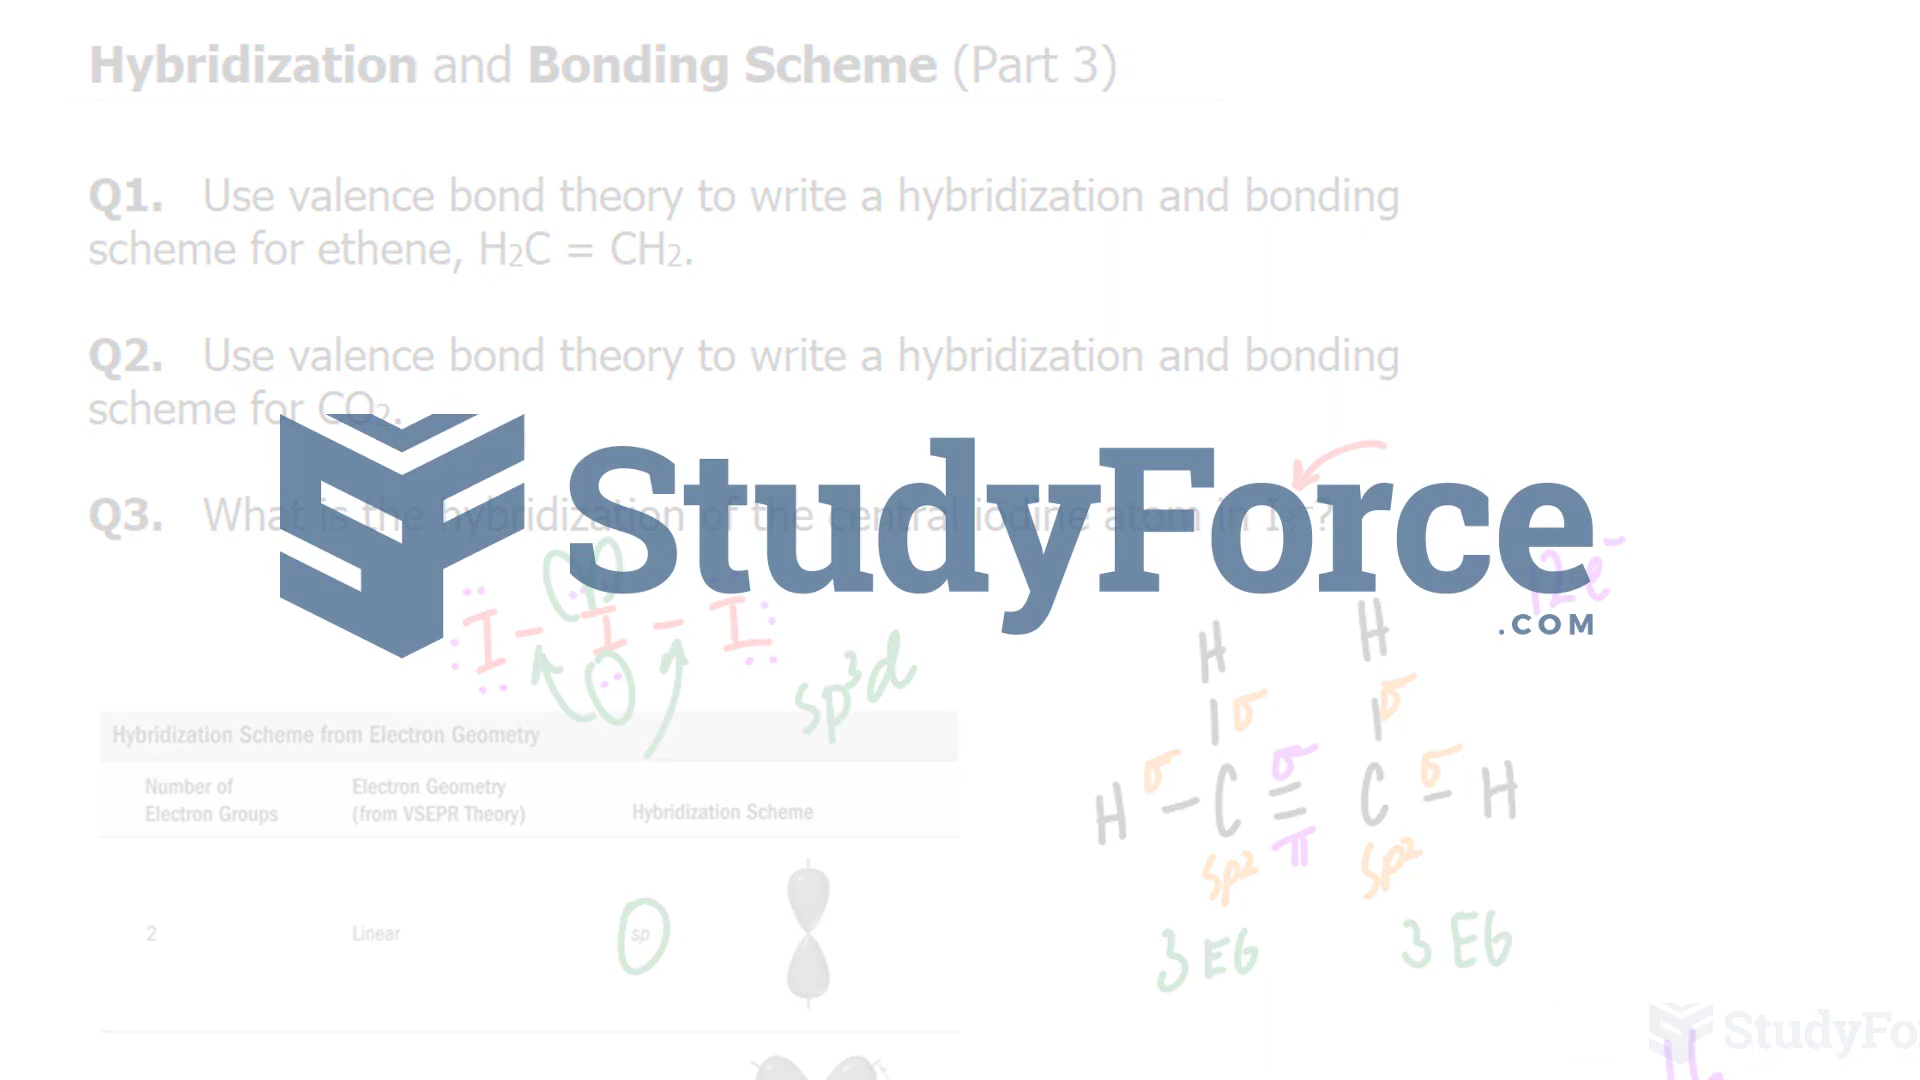 Hybridization and Bonding Scheme (Part 3)
Q1. Use valence bond theory to write a hybridization and bonding
scheme for ethene, H₂C = CH₂.
Q2. Use valence bond theory to write a hybridization and bonding
scheme for CO₂.
StudyForce
.COM
Q3. What is the hybridization of the central iodine atom in I₃⁻?
12e⁻
I - I - I
sp³d
H H
σ σ
H σ - C σ = π C σ - H
sp² sp²
3 EG 3 EG
Hybridization Scheme from Electron Geometry
Number of Electron Groups
Electron Geometry (from VSEPR Theory)
Hybridization Scheme
2 Linear sp
StudyFo